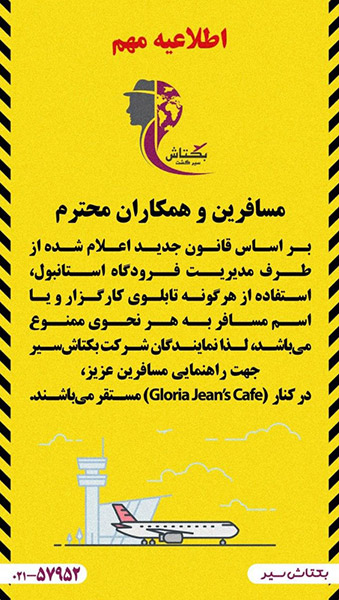 اطلاعیه مهم
بکتاش
سیر گشت
مسافرین و همکاران محترم
بر اساس قانون جدید اعلام شده از
طرف مدیریت فرودگاه استانبول،
استفاده از هرگونه تابلوی کارگزار و یا
اسم مسافر به هر نحوی ممنوع
می‌باشد، لذا نمایندگان شرکت بکتاش‌سیر
جهت راهنمایی مسافرین عزیز،
در کنار (Gloria Jean's Cafe) مستقر می‌باشند.
۰۲۱-۵۷۹۵۲
بکتاش سیر